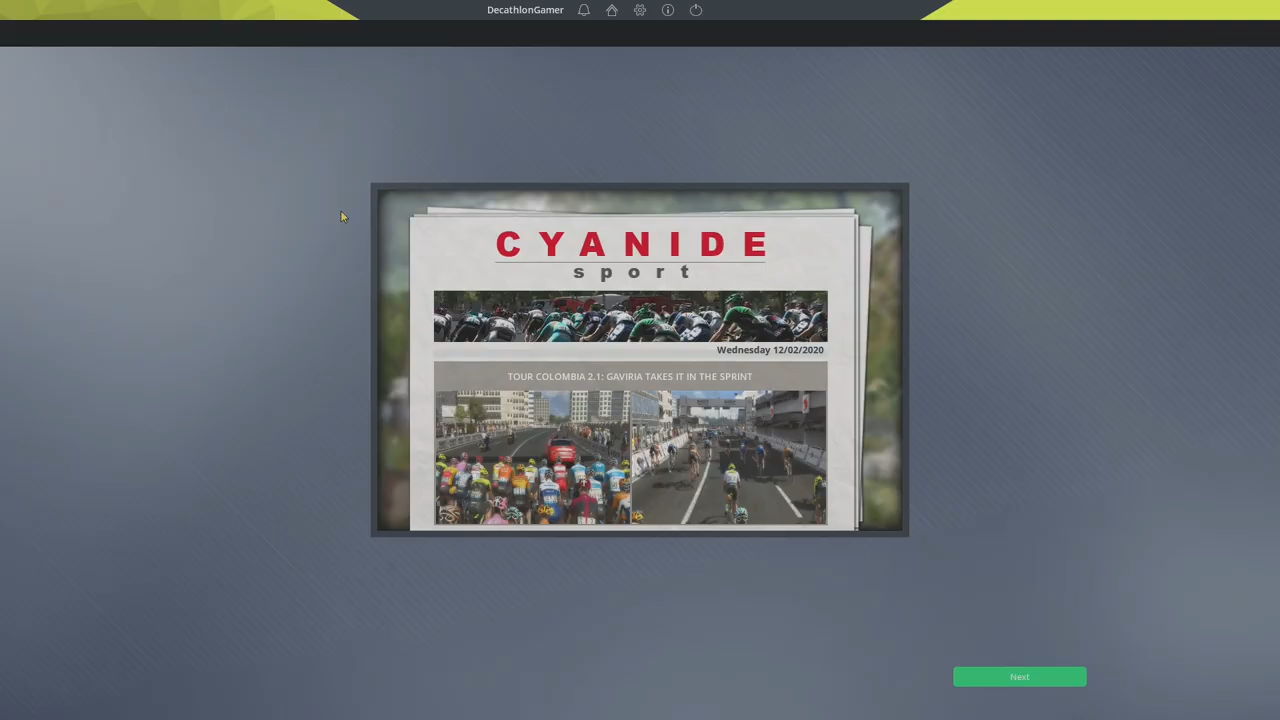 DecathlonGamer
CYANIDE
sport
Wednesday 12/02/2020
TOUR COLOMBIA 2.1: GAVIRIA TAKES IT IN THE SPRINT
Next